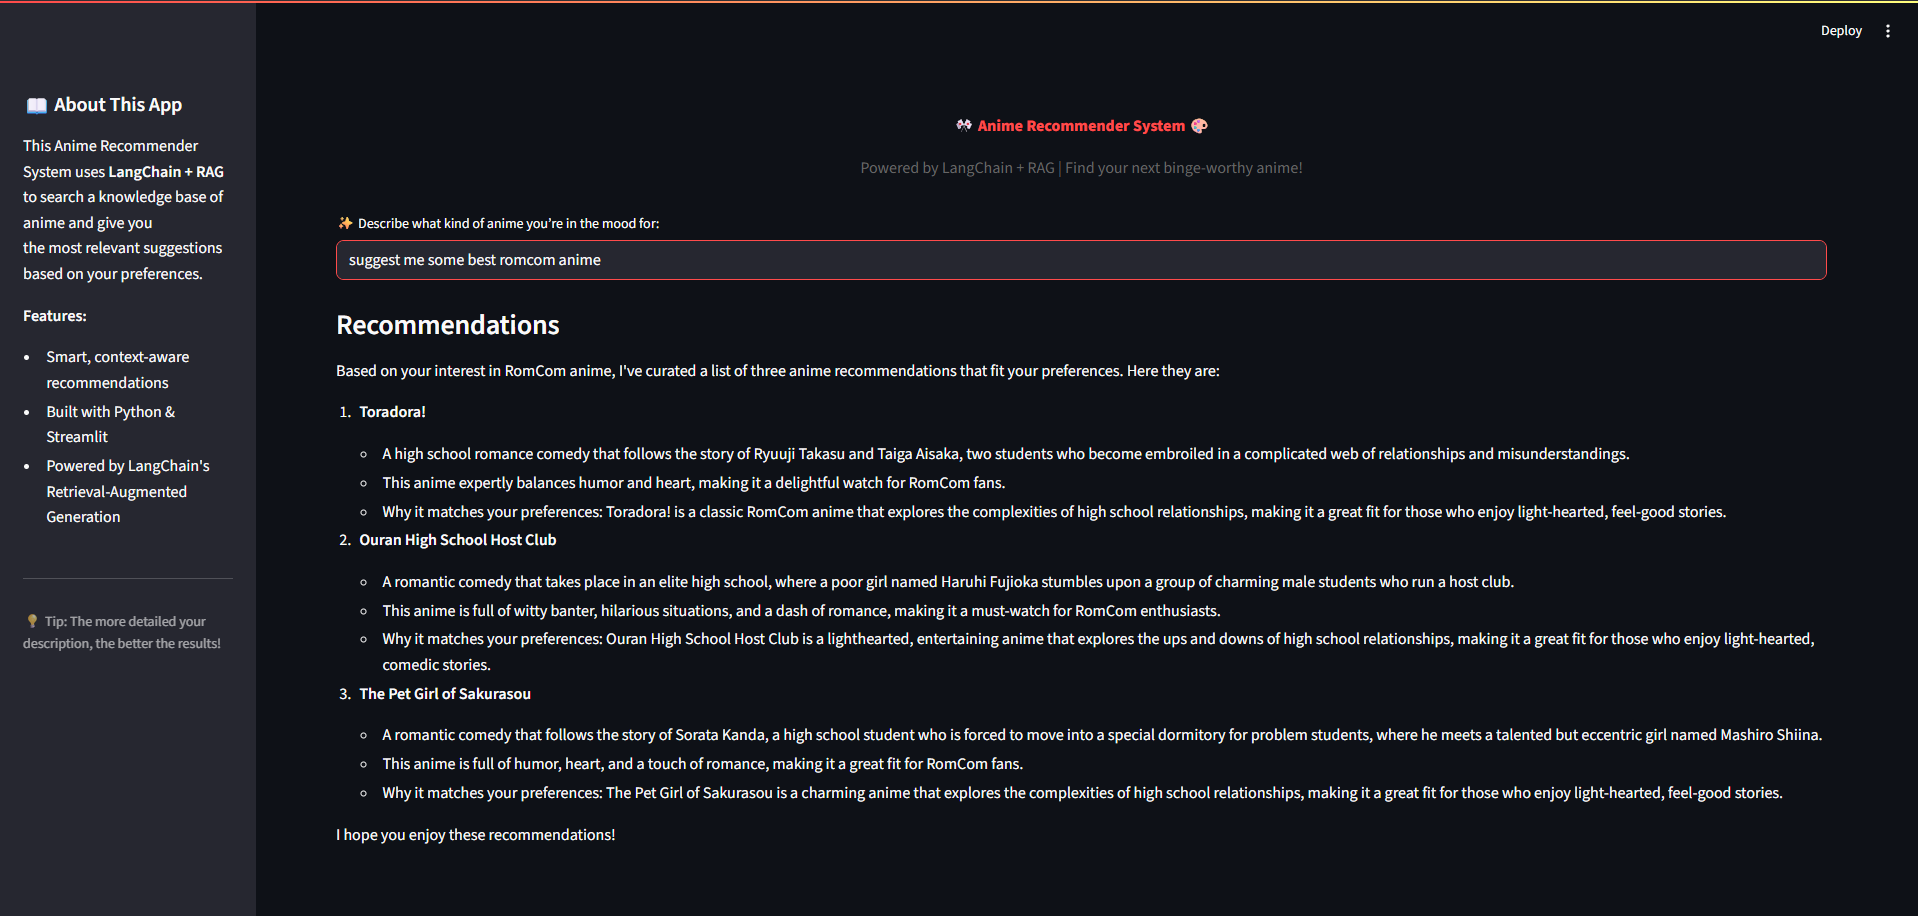 Deploy
📖 About This App
This Anime Recommender
System uses LangChain + RAG
to search a knowledge base of
anime and give you
the most relevant suggestions
based on your preferences.
Features:
• Smart, context-aware
recommendations
• Built with Python &
Streamlit
• Powered by LangChain's
Retrieval-Augmented
Generation
💡 Tip: The more detailed your
description, the better the results!
🎌 Anime Recommender System 🎨
Powered by LangChain + RAG | Find your next binge-worthy anime!
✨ Describe what kind of anime you’re in the mood for:
suggest me some best romcom anime
Recommendations
Based on your interest in RomCom anime, I've curated a list of three anime recommendations that fit your preferences. Here they are:
1. Toradora!
◦ A high school romance comedy that follows the story of Ryuuji Takasu and Taiga Aisaka, two students who become embroiled in a complicated web of relationships and misunderstandings.
◦ This anime expertly balances humor and heart, making it a delightful watch for RomCom fans.
◦ Why it matches your preferences: Toradora! is a classic RomCom anime that explores the complexities of high school relationships, making it a great fit for those who enjoy light-hearted, feel-good stories.
2. Ouran High School Host Club
◦ A romantic comedy that takes place in an elite high school, where a poor girl named Haruhi Fujioka stumbles upon a group of charming male students who run a host club.
◦ This anime is full of witty banter, hilarious situations, and a dash of romance, making it a must-watch for RomCom enthusiasts.
◦ Why it matches your preferences: Ouran High School Host Club is a lighthearted, entertaining anime that explores the ups and downs of high school relationships, making it a great fit for those who enjoy light-hearted,
comedic stories.
3. The Pet Girl of Sakurasou
◦ A romantic comedy that follows the story of Sorata Kanda, a high school student who is forced to move into a special dormitory for problem students, where he meets a talented but eccentric girl named Mashiro Shiina.
◦ This anime is full of humor, heart, and a touch of romance, making it a great fit for RomCom fans.
◦ Why it matches your preferences: The Pet Girl of Sakurasou is a charming anime that explores the complexities of high school relationships, making it a great fit for those who enjoy light-hearted, feel-good stories.
I hope you enjoy these recommendations!